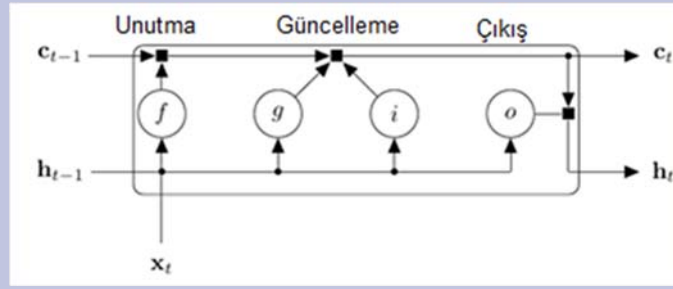 Unutma Güncelleme Çıkış
c_{t−1} c_t
f g i o
h_{t−1} h_t
x_t